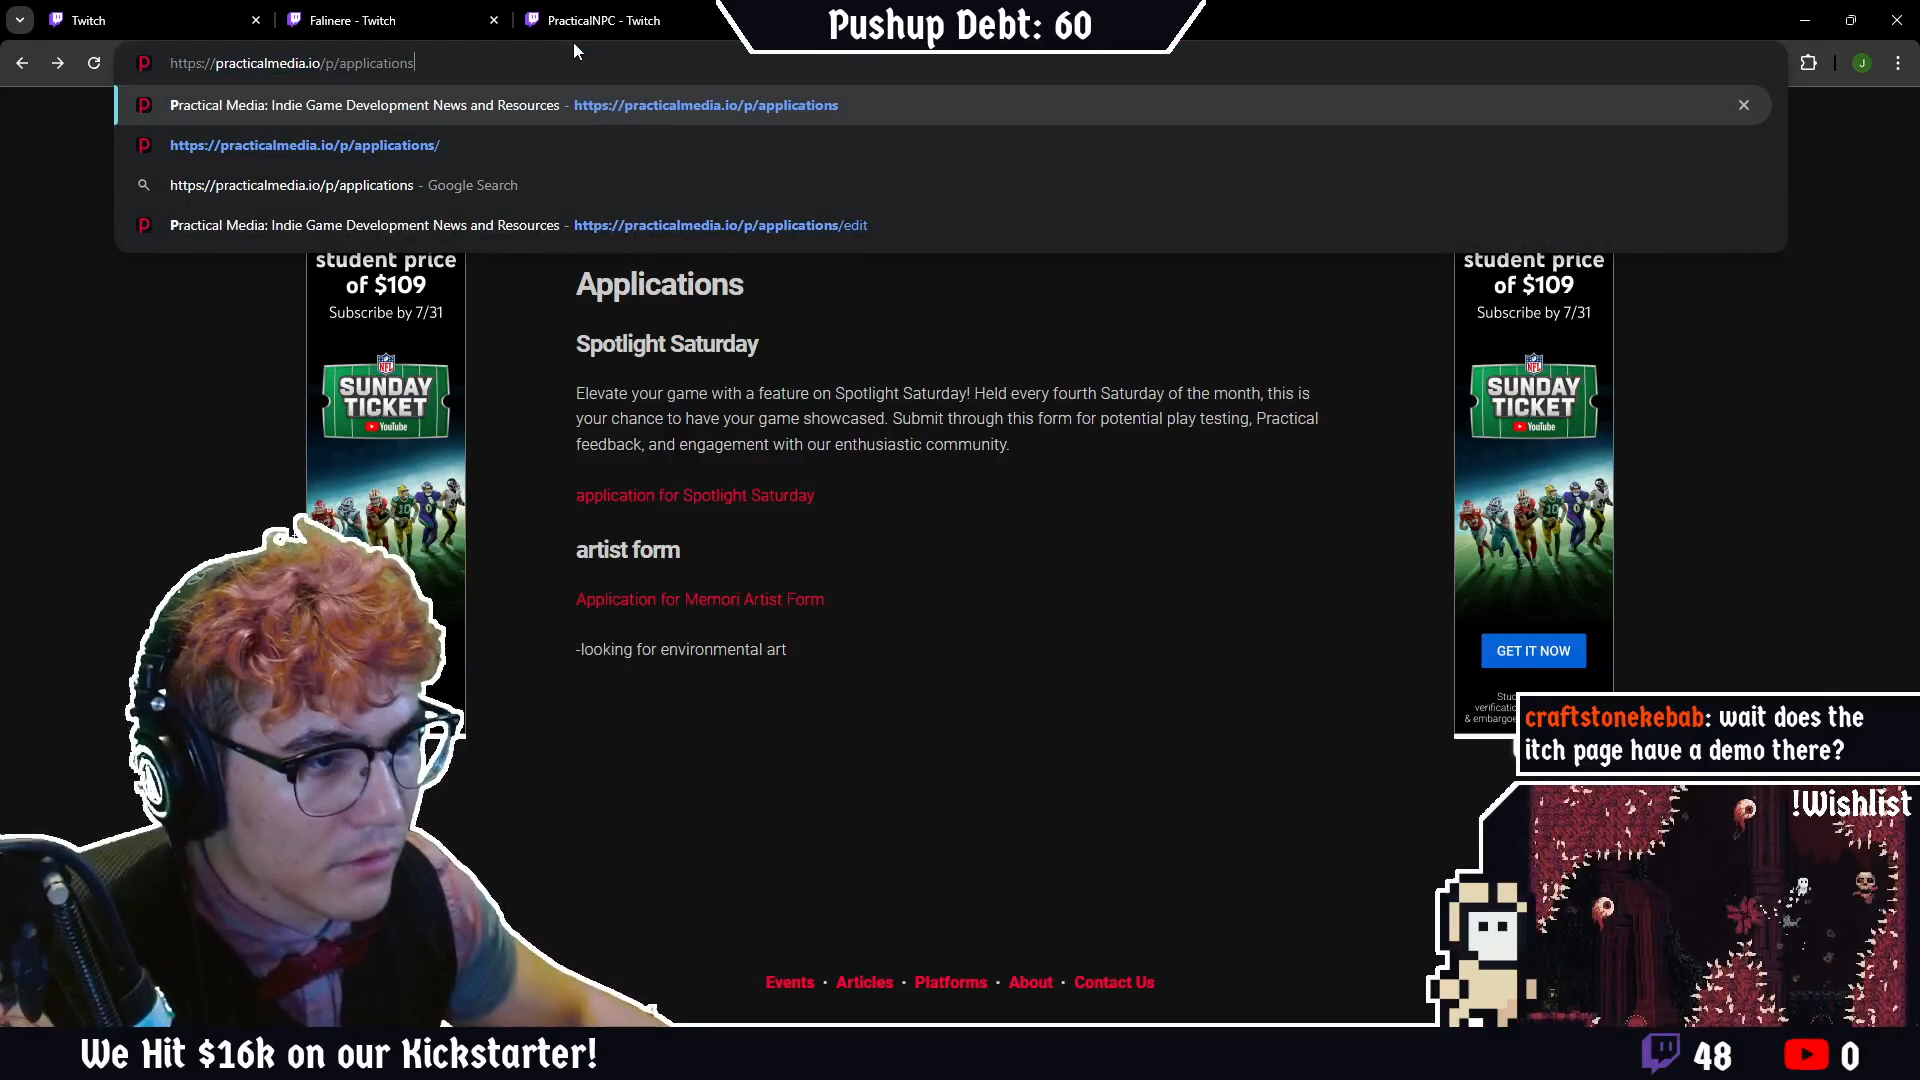 Twitch
Falinere - Twitch
PracticalNPC - Twitch
Pushup Debt: 60
https://practicalmedia.io/p/applications
J
Practical Media: Indie Game Development News and Resources - https://practicalmedia.io/p/applications
https://practicalmedia.io/p/applications/
https://practicalmedia.io/p/applications - Google Search
Practical Media: Indie Game Development News and Resources - https://practicalmedia.io/p/applications/edit
student price
of $109
Subscribe by 7/31
NFL
SUNDAY
TICKET
YouTube
Applications
Spotlight Saturday
Elevate your game with a feature on Spotlight Saturday! Held every fourth Saturday of the month, this is
your chance to have your game showcased. Submit through this form for potential play testing, Practical
feedback, and engagement with our enthusiastic community.
application for Spotlight Saturday
artist form
Application for Memori Artist Form
-looking for environmental art
student price
of $109
Subscribe by 7/31
NFL
SUNDAY
TICKET
YouTube
GET IT NOW
craftstonekebab: wait does the
itch page have a demo there?
!Wishlist
Events · Articles · Platforms · About · Contact Us
We Hit $16k on our Kickstarter!
48
0